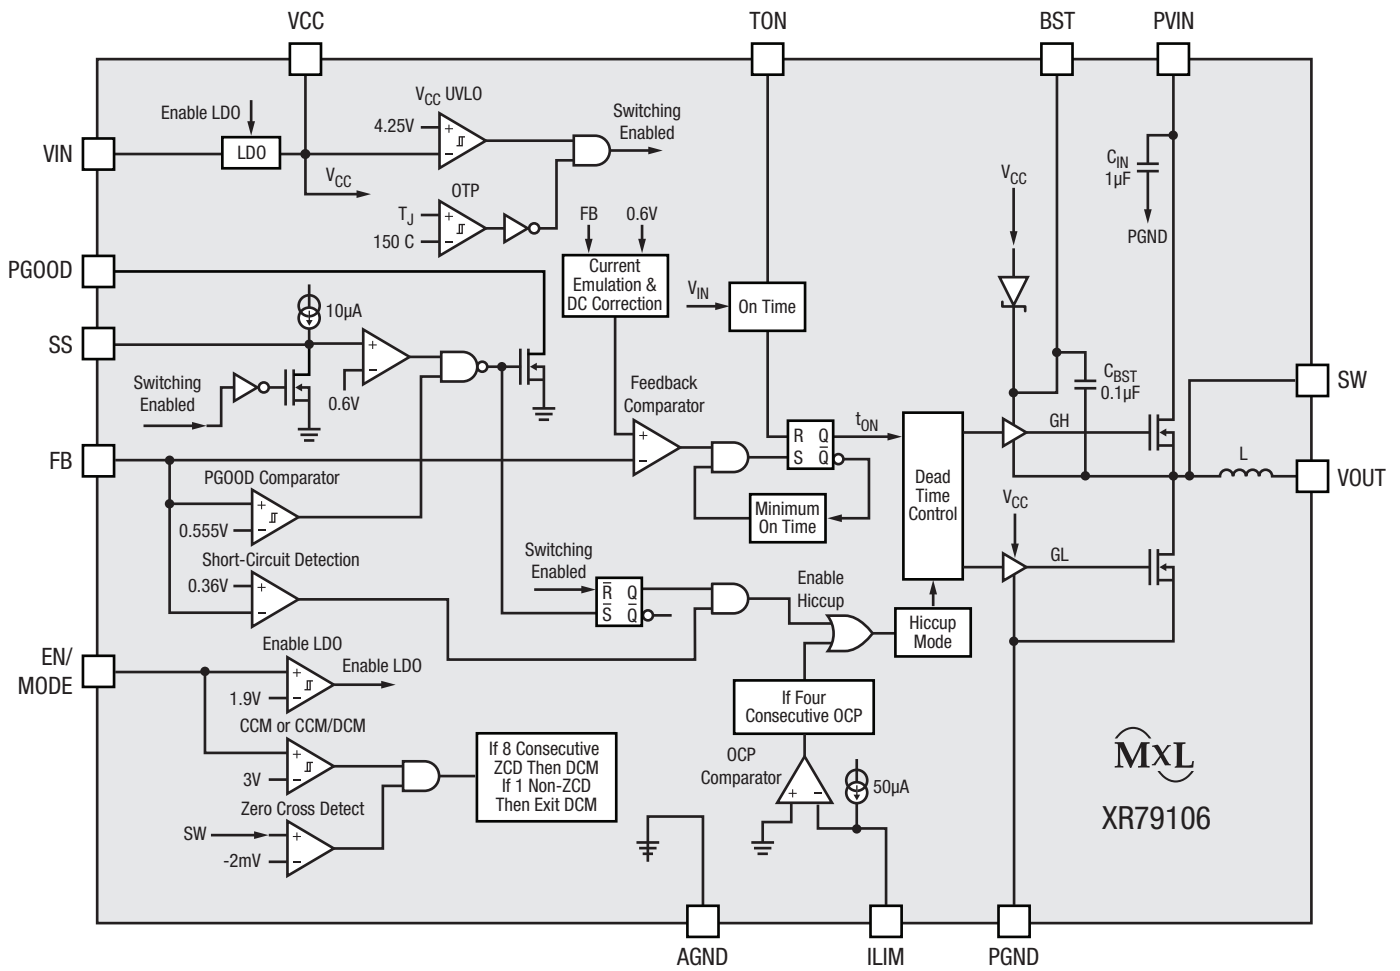 VCC
TON
BST
PVIN
Enable LDO
VCC UVLO
4.25V
+
−
Switching
Enabled
VIN
LDO
VCC
OTP
TJ
150 C
+
−
FB
0.6V
VCC
CIN
1µF
PGND
PGOOD
Current
Emulation &
DC Correction
VIN
On Time
10µA
SS
+
−
0.6V
Switching
Enabled
Feedback
Comparator
CBST
0.1µF
SW
tON
GH
R Q
S Q̅
+
−
FB
L
VOUT
PGOOD Comparator
+
−
0.555V
Minimum
On Time
Dead
Time
Control
VCC
GL
Short-Circuit Detection
0.36V
+
−
Switching
Enabled
R̅ Q
S̅ Q̅
Enable
Hiccup
Hiccup
Mode
EN/
MODE
Enable LDO
+
−
Enable LDO
1.9V
If Four
Consecutive OCP
CCM or CCM/DCM
+
−
3V
If 8 Consecutive
ZCD Then DCM
If 1 Non-ZCD
Then Exit DCM
OCP
Comparator
+ −
50µA
MxL
XR79106
Zero Cross Detect
SW
+
−
-2mV
AGND
ILIM
PGND